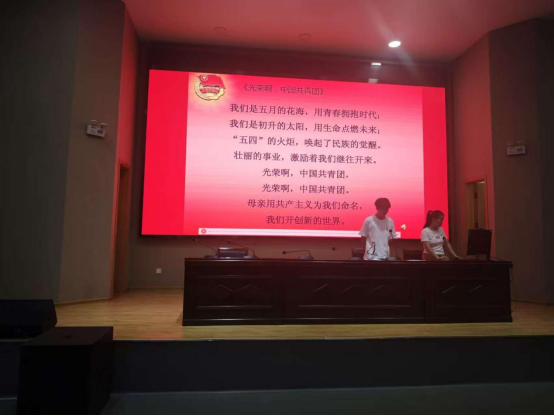 《光荣啊，中国共青团》
我们是五月的花海，用青春拥抱时代；
我们是初升的太阳，用生命点燃未来；
“五四”的火炬，唤起了民族的觉醒。
壮丽的事业，激励着我们继往开来。
光荣啊，中国共青团。
光荣啊，中国共青团。
母亲用共产主义为我们命名，
我们开创新的世界。